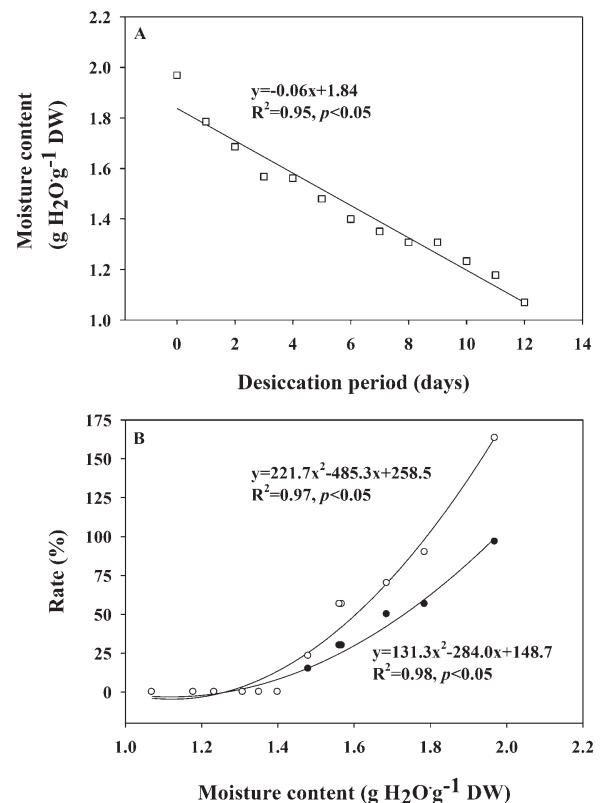 A
2.2
2.0
1.8
1.6
1.4
1.2
1.0
y=-0.06x+1.84
R²=0.95, p<0.05
Moisture content
(g H₂O·g⁻¹ DW)
0 2 4 6 8 10 12 14
Desiccation period (days)
B
175
150
125
100
75
50
25
0
y=221.7x²-485.3x+258.5
R²=0.97, p<0.05
Rate (%)
y=131.3x²-284.0x+148.7
R²=0.98, p<0.05
1.0 1.2 1.4 1.6 1.8 2.0 2.2
Moisture content (g H₂O·g⁻¹ DW)